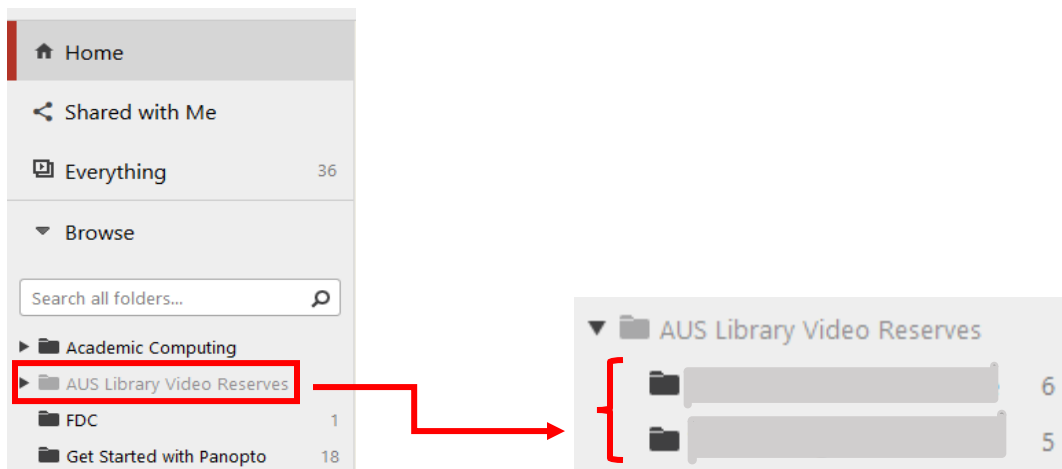 Home
Shared with Me
Everything 36
Browse
Search all folders...
Academic Computing
AUS Library Video Reserves
FDC 1
Get Started with Panopto 18
AUS Library Video Reserves
6
5